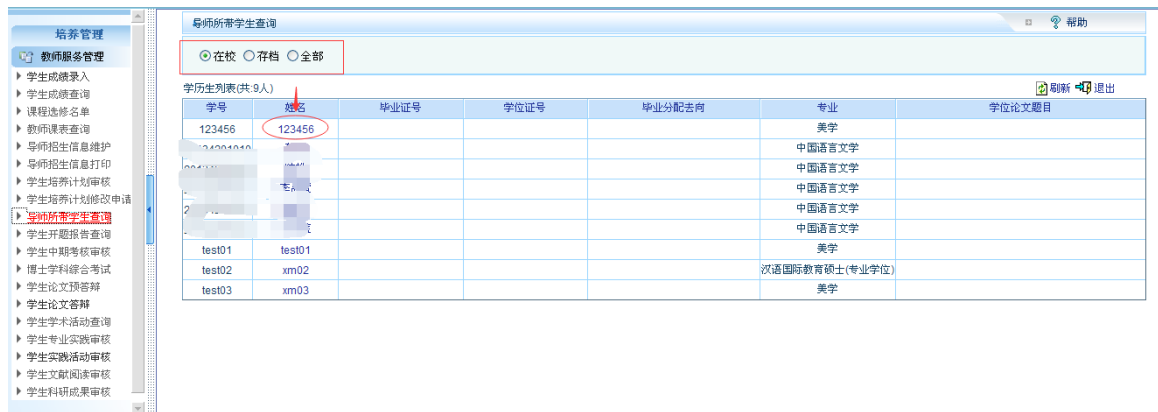 培养管理
教师服务管理
学生成绩录入
学生成绩查询
课程选修名单
教师课表查询
导师招生信息维护
导师招生信息打印
学生培养计划审核
学生培养计划修改申请
导师所带学生查询
学生开题报告查询
学生中期考核审核
博士学科综合考试
学生论文预答辩
学生论文答辩
学生学术活动查询
学生专业实践审核
学生实践活动审核
学生文献阅读审核
学生科研成果审核
导师所带学生查询 帮助
在校 存档 全部
学历生列表(共:9人) 刷新 退出
学号 姓名 毕业证号 学位证号 毕业分配去向 专业 学位论文题目
123456 123456 美学
中国语言文学
中国语言文学
中国语言文学
中国语言文学
中国语言文学
test01 test01 美学
test02 xm02 汉语国际教育硕士(专业学位)
test03 xm03 美学